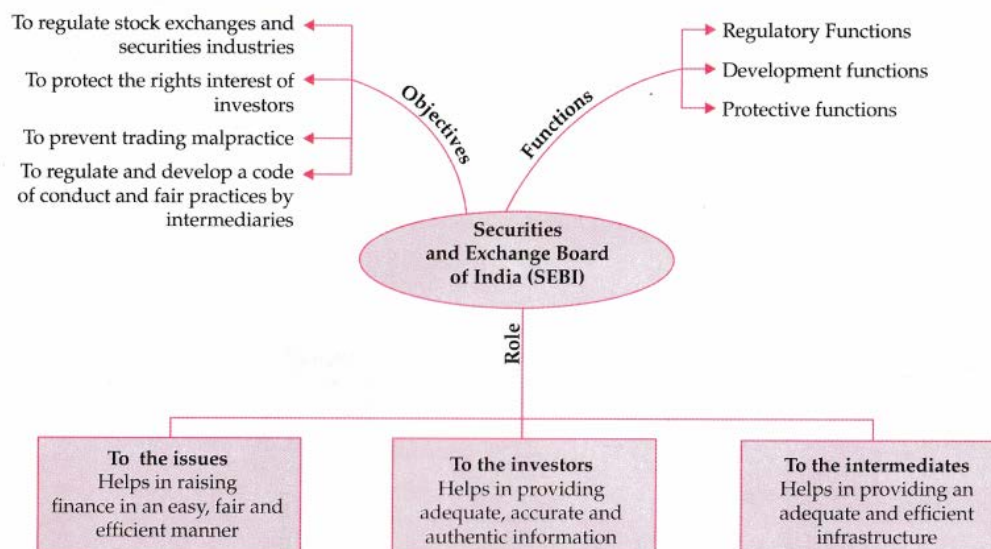 To regulate stock exchanges and
securities industries
To protect the rights interest of
investors
To prevent trading malpractice
To regulate and develop a code
of conduct and fair practices by
intermediaries
Objectives
Functions
Regulatory Functions
Development functions
Protective functions
Securities
and Exchange Board
of India (SEBI)
Role
To the issues
Helps in raising
finance in an easy, fair and
efficient manner
To the investors
Helps in providing
adequate, accurate and
authentic information
To the intermediates
Helps in providing an
adequate and efficient
infrastructure